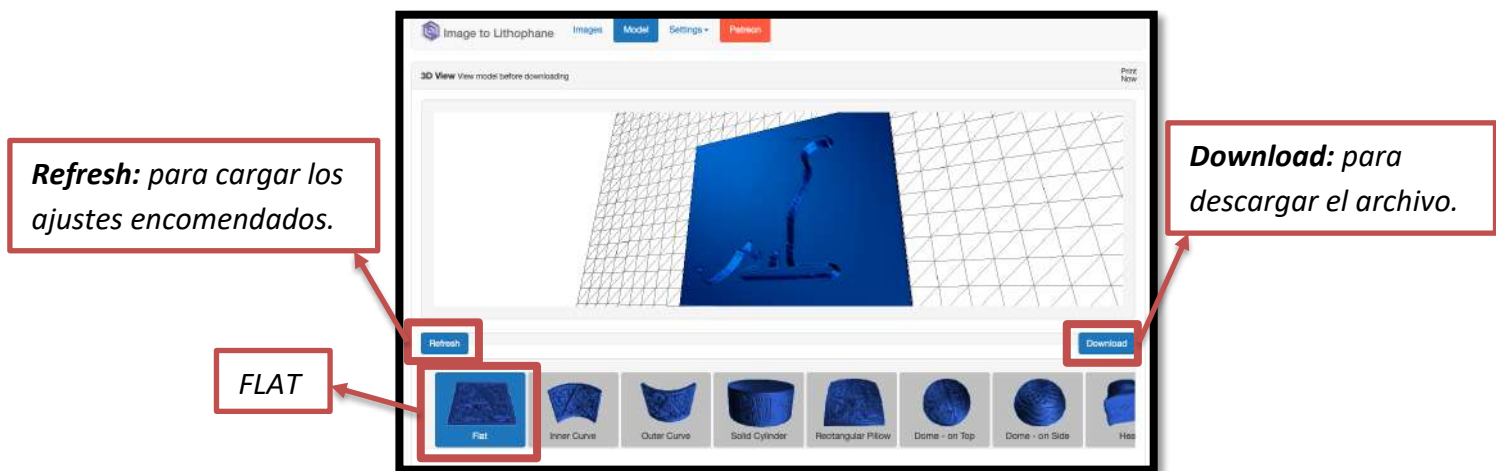 Image to Lithophane Images Model Settings Patreon
3D View View model before downloading
Print
Now
Refresh: para cargar los
ajustes encomendados.
Download: para
descargar el archivo.
Refresh
Download
FLAT
Flat
Inner Curve
Outer Curve
Solid Cylinder
Rectangular Pillow
Dome - on Top
Dome - on Side
Hea